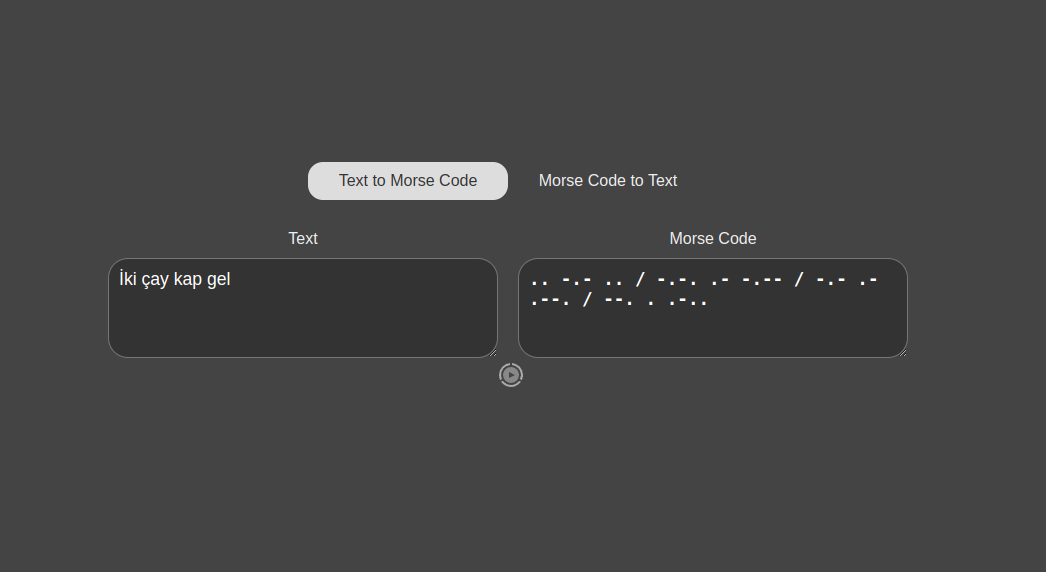 Text to Morse Code
Morse Code to Text
Text
Morse Code
İki çay kap gel
.. -.- .. / -.-. .- -.-- / -.- .-
.--. / --. . .-..